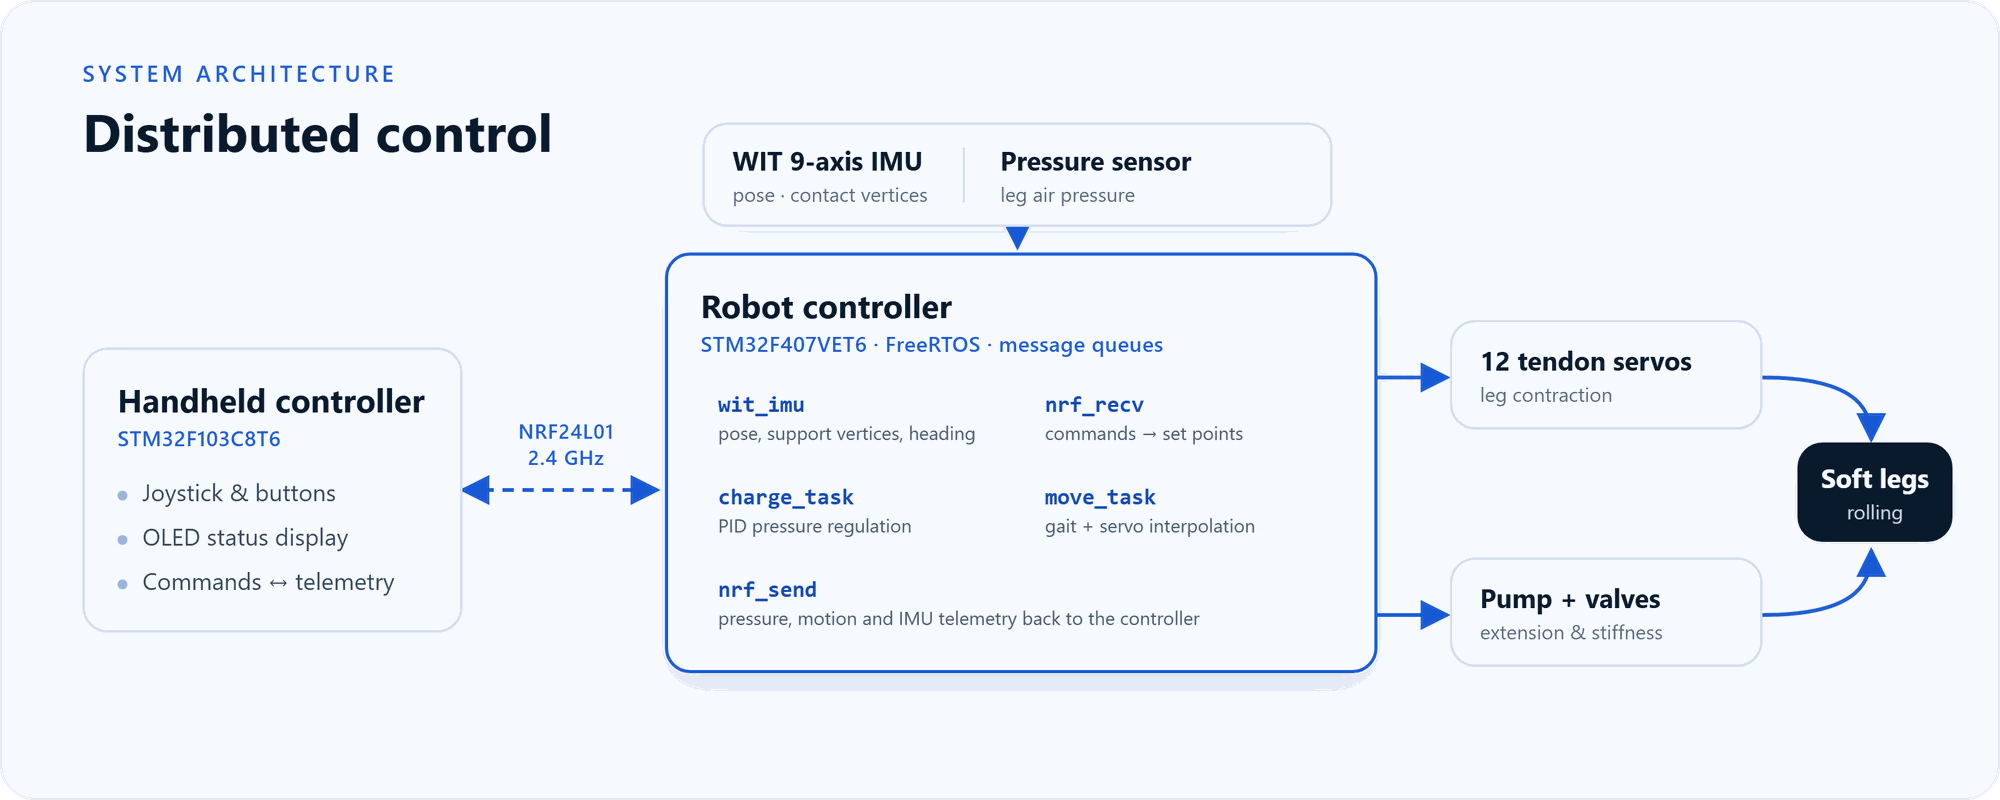 SYSTEM ARCHITECTURE
Distributed control
WIT 9-axis IMU
pose · contact vertices
Pressure sensor
leg air pressure
Handheld controller
STM32F103C8T6
Joystick & buttons
OLED status display
Commands ↔ telemetry
NRF24L01
2.4 GHz
Robot controller
STM32F407VET6 · FreeRTOS · message queues
wit_imu
pose, support vertices, heading
nrf_recv
commands → set points
charge_task
PID pressure regulation
move_task
gait + servo interpolation
nrf_send
pressure, motion and IMU telemetry back to the controller
12 tendon servos
leg contraction
Pump + valves
extension & stiffness
Soft legs
rolling